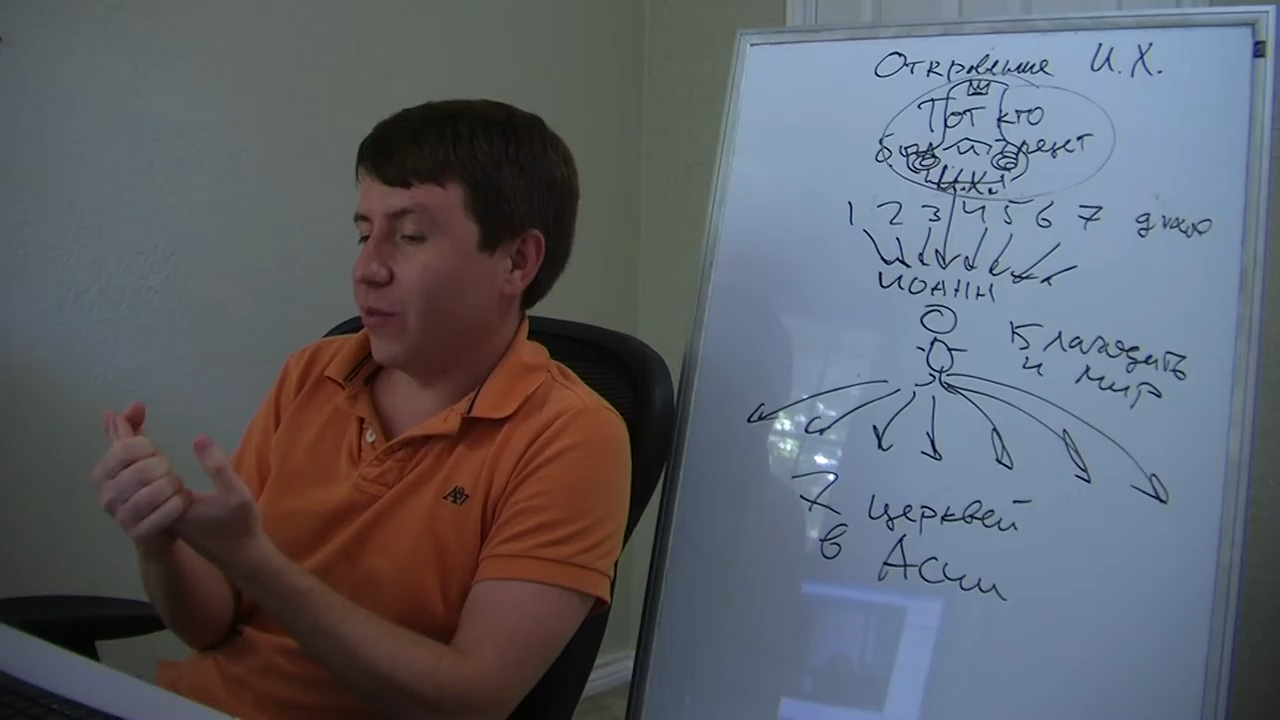 Откровение И.Х.
Тот кто
был и грядет
И.Х.
1 2 3 4 5 6 7 духов
ИОАНН
Благодать
и мир
7 церквей
в Асии